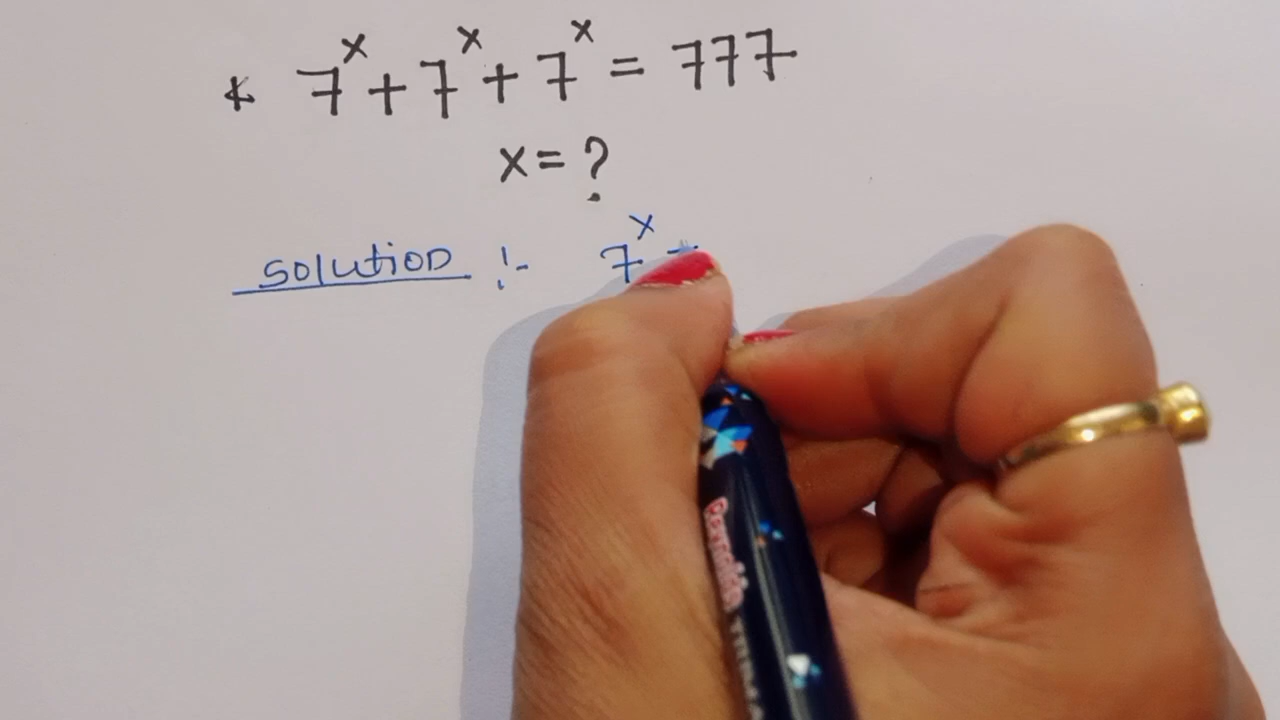 * 7^x + 7^x + 7^x = 777
x = ?
Solution :- 7^x